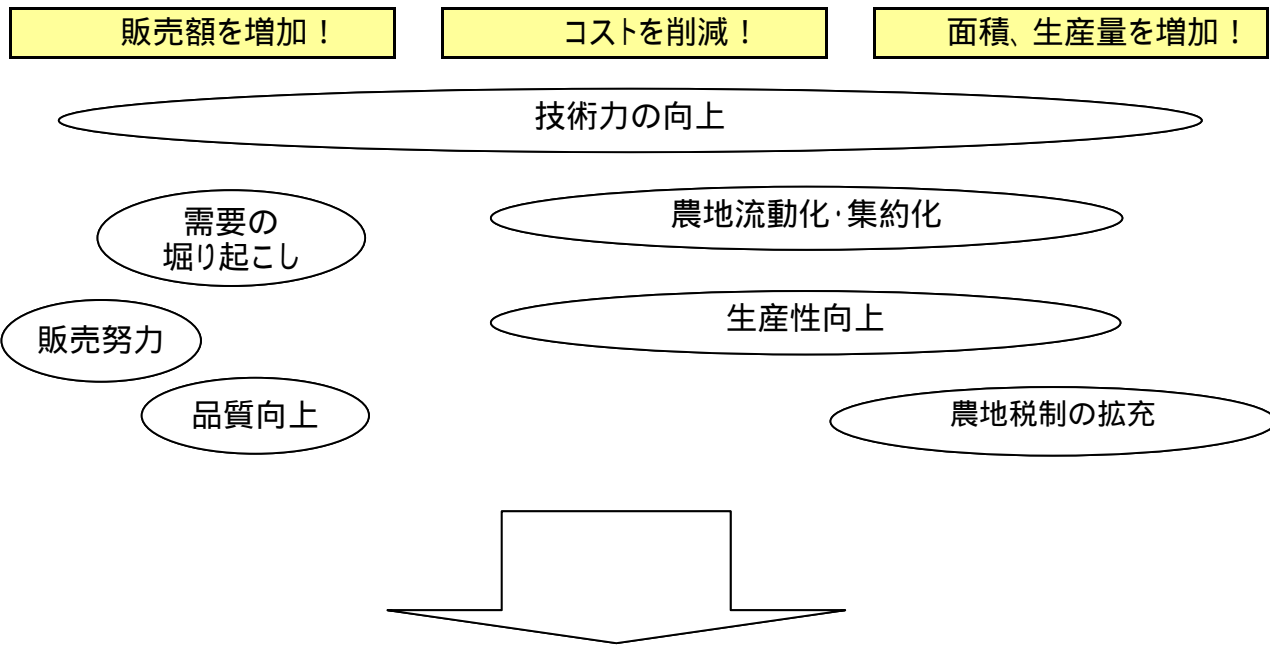 販売額を増加！
コストを削減！
面積、生産量を増加！
技術力の向上
需要の
堀り起こし
農地流動化・集約化
販売努力
生産性向上
品質向上
農地税制の拡充